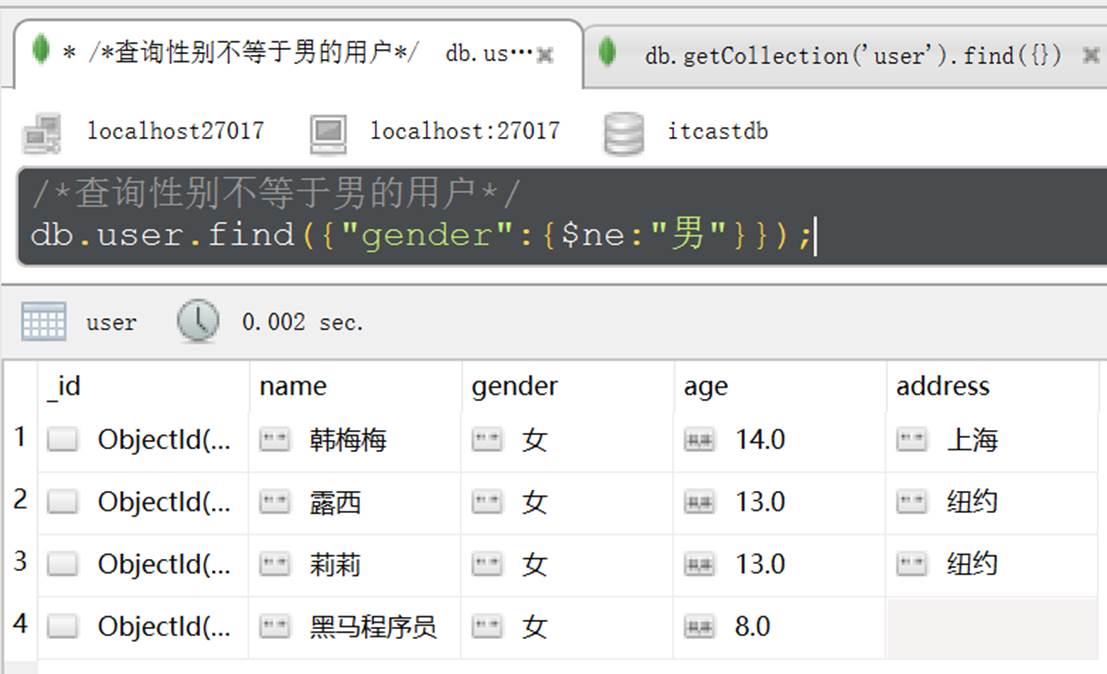 * /*查询性别不等于男的用户*/ db.us… db.getCollection('user').find({})
localhost27017 localhost:27017 itcastdb
/*查询性别不等于男的用户*/
db.user.find({"gender":{$ne:"男"}});
user 0.002 sec.
_id name gender age address
1 ObjectId(... 韩梅梅 女 14.0 上海
2 ObjectId(... 露西 女 13.0 纽约
3 ObjectId(... 莉莉 女 13.0 纽约
4 ObjectId(... 黑马程序员 女 8.0